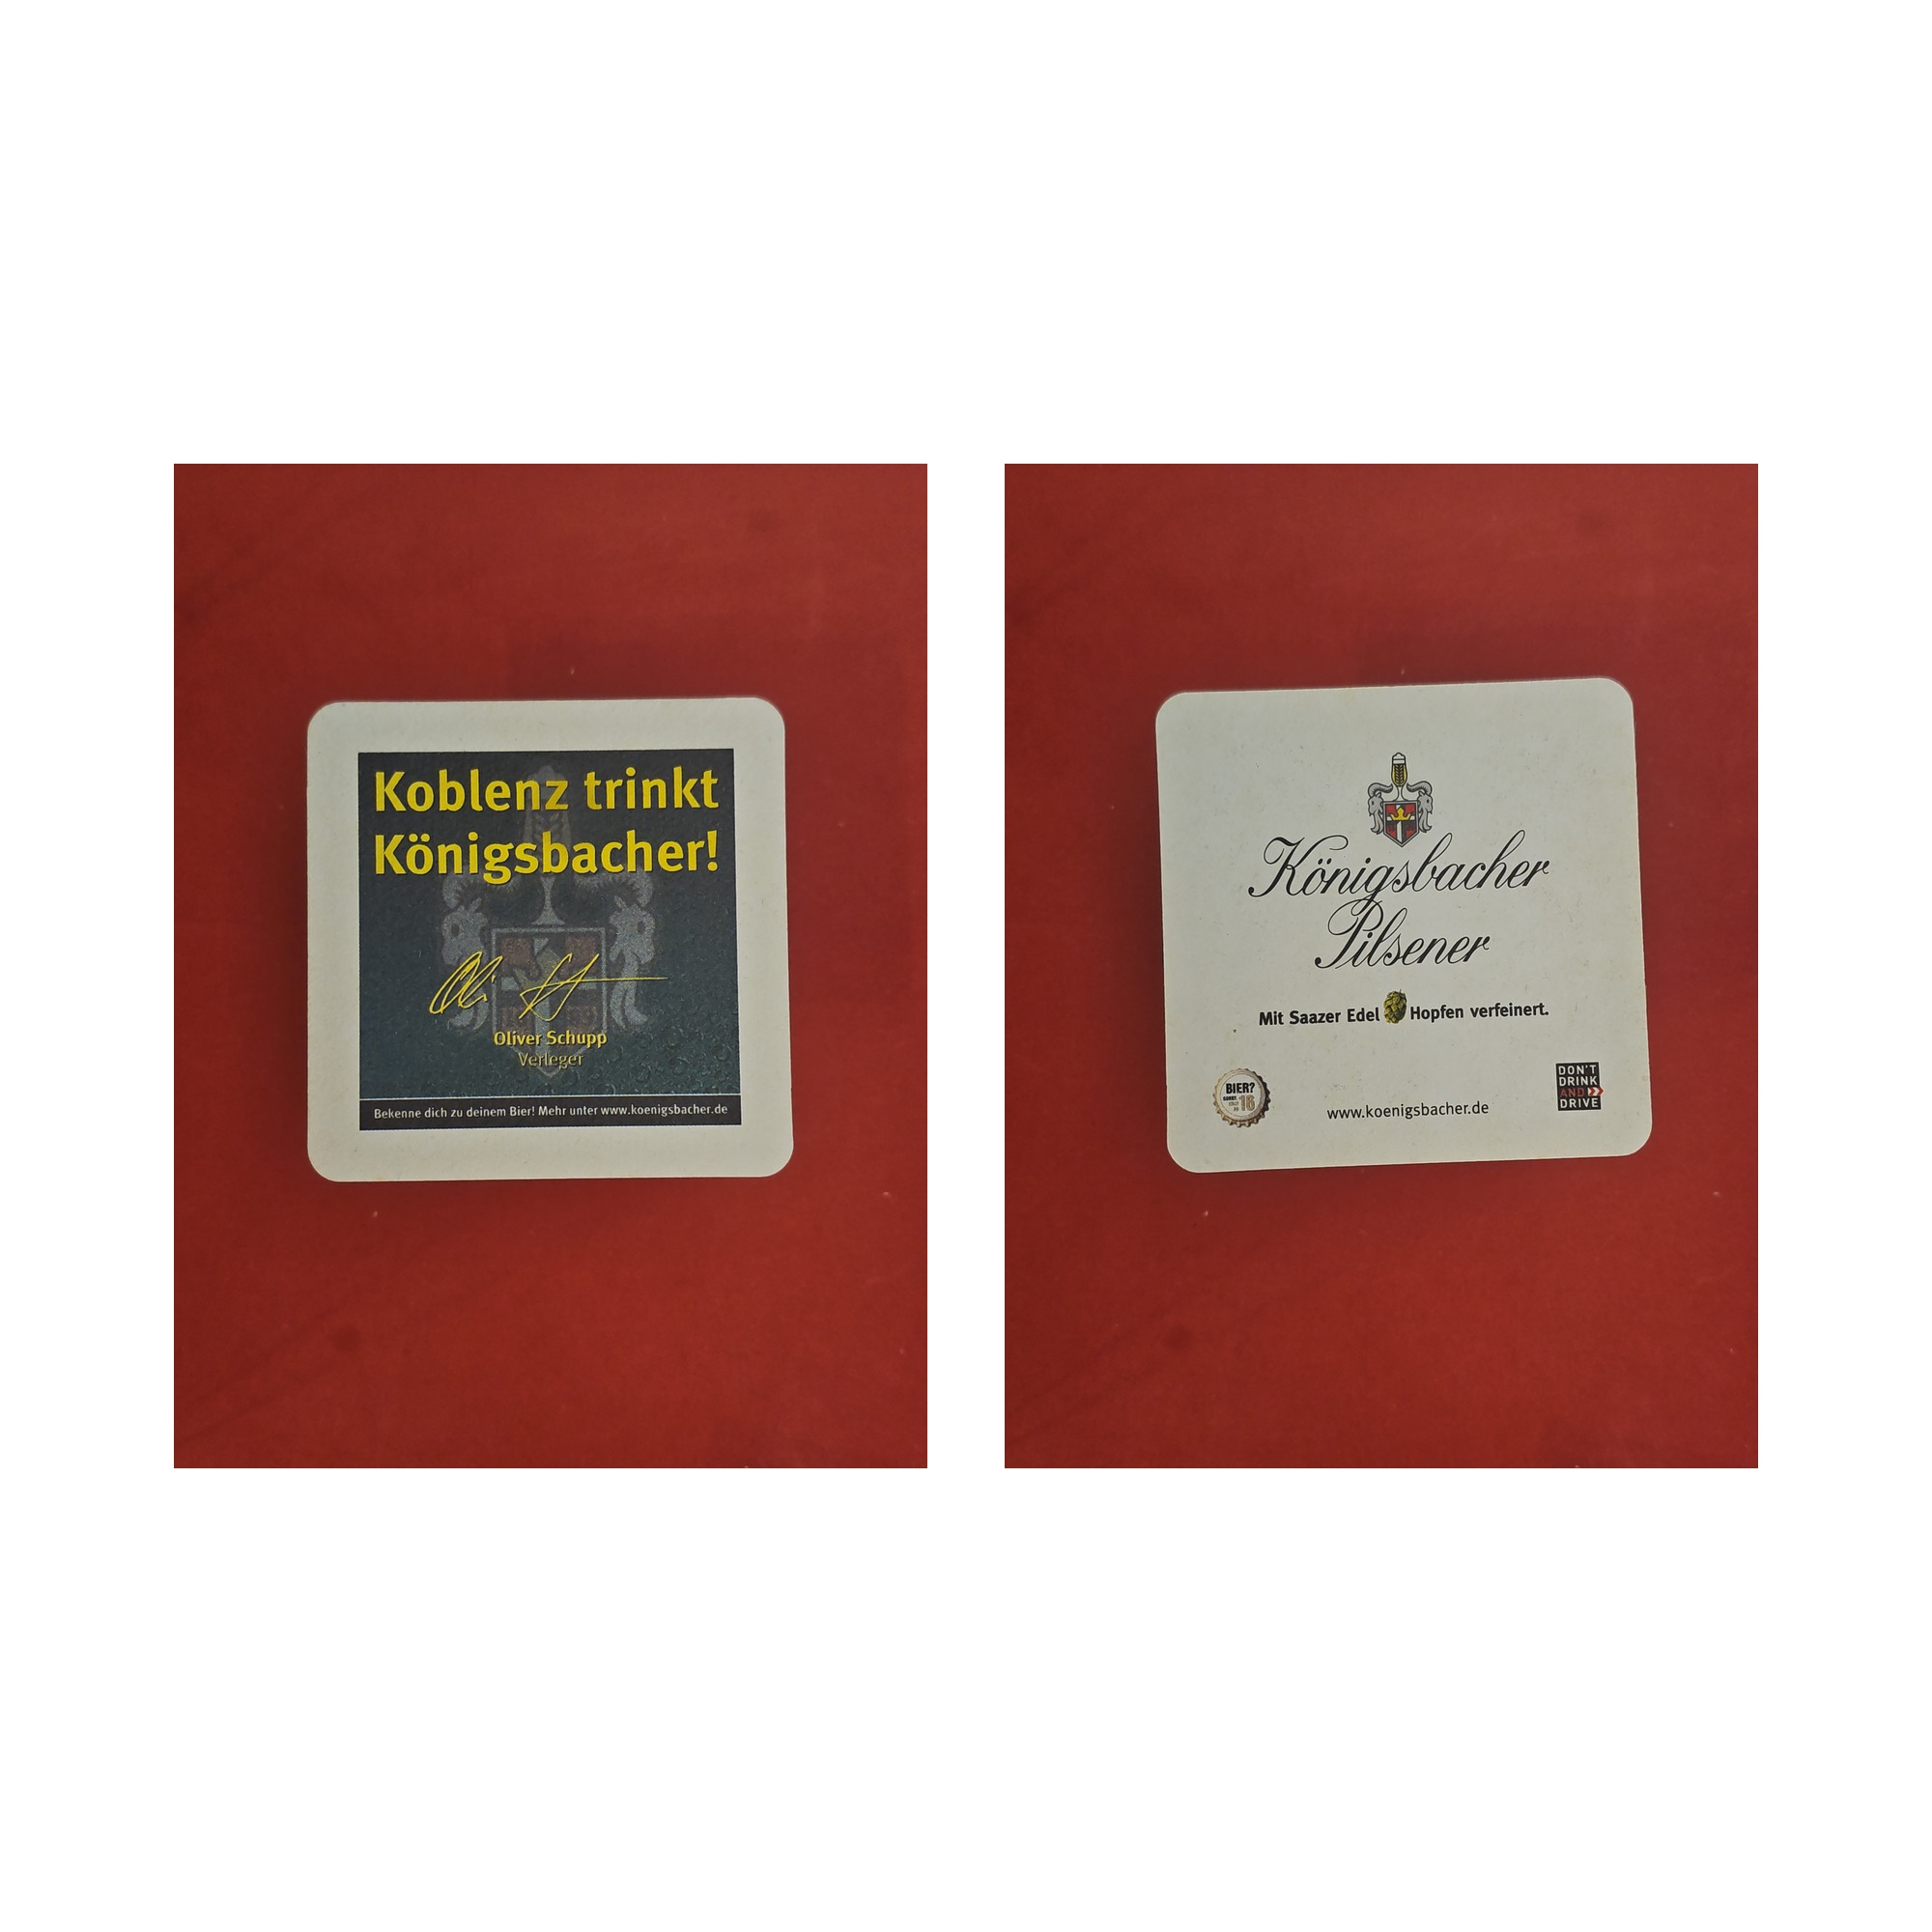 Koblenz trinkt
Königsbacher!
Oliver Schupp
Verleger
Bekenne dich zu deinem Bier! Mehr unter www.koenigsbacher.de
Königsbacher
Pilsener
Mit Saazer Edel Hopfen verfeinert.
BIER?
16
www.koenigsbacher.de
DON'T
DRINK
AND
DRIVE